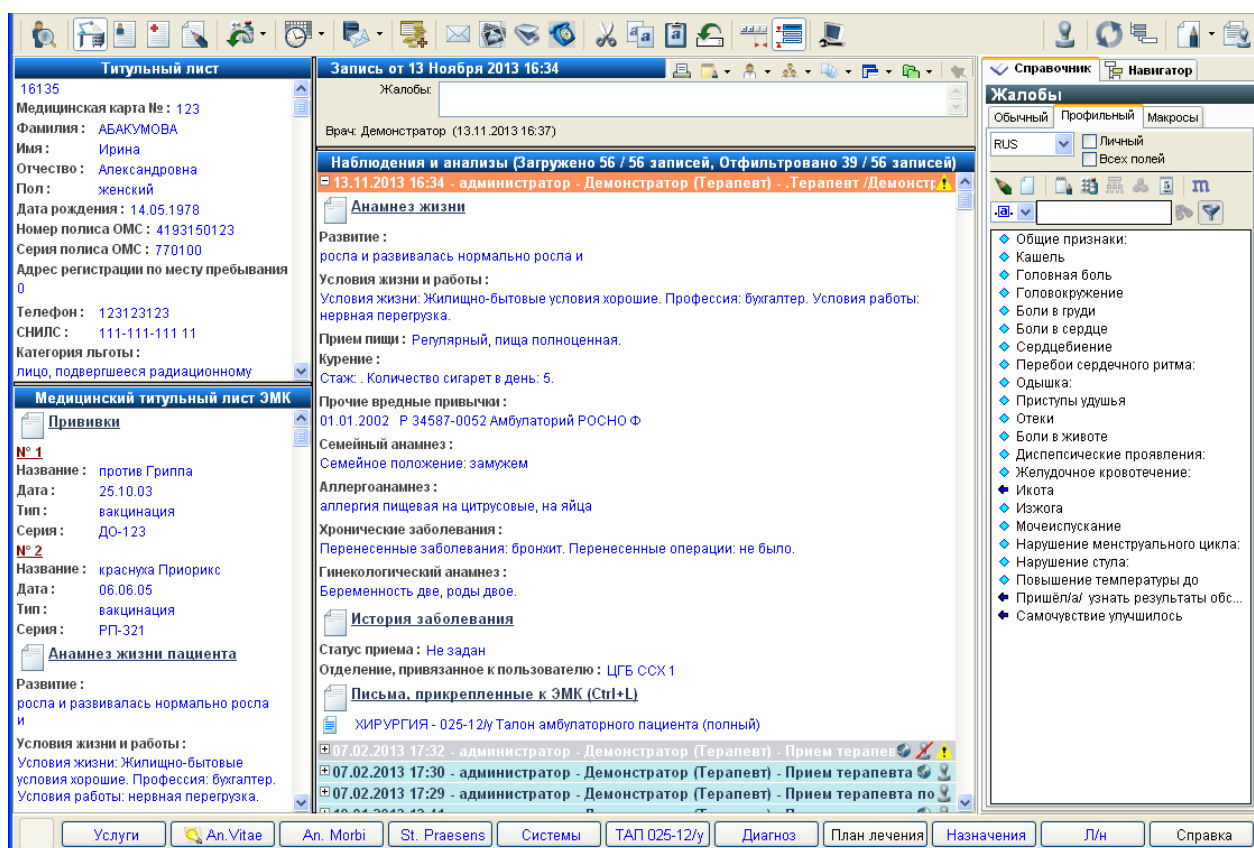 Титульный лист
16135
Медицинская карта № : 123
Фамилия : АБАКУМОВА
Имя : Ирина
Отчество : Александровна
Пол : женский
Дата рождения : 14.05.1978
Номер полиса ОМС : 4193150123
Серия полиса ОМС : 770100
Адрес регистрации по месту пребывания
0
Телефон : 123123123
СНИЛС : 111-111-111 11
Категория льготы :
лицо, подвергшееся радиационному
Медицинский титульный лист ЭМК
Прививки
N° 1
Название : против Гриппа
Дата : 25.10.03
Тип : вакцинация
Серия : ДО-123
N° 2
Название : краснуха Приорикс
Дата : 06.06.05
Тип : вакцинация
Серия : РП-321
Анамнез жизни пациента
Развитие :
росла и развивалась нормально росла
и
Условия жизни и работы :
Условия жизни: Жилищно-бытовые
условия хорошие. Профессия: бухгалтер.
Условия работы: нервная перегрузка.
Запись от 13 Ноября 2013 16:34
Жалобы:
Врач: Демонстратор (13.11.2013 16:37)
Наблюдения и анализы (Загружено 56 / 56 записей, Отфильтровано 39 / 56 записей)
13.11.2013 16:34 - администратор - Демонстратор (Терапевт) - .Терапевт /Демонстр
Анамнез жизни
Развитие :
росла и развивалась нормально росла и
Условия жизни и работы :
Условия жизни: Жилищно-бытовые условия хорошие. Профессия: бухгалтер. Условия работы:
нервная перегрузка.
Прием пищи : Регулярный, пища полноценная.
Курение :
Стаж: . Количество сигарет в день: 5.
Прочие вредные привычки :
01.01.2002 Р 34587-0052 Амбулаторий РОСНО Ф
Семейный анамнез :
Семейное положение: замужем
Аллергоанамнез :
аллергия пищевая на цитрусовые, на яйца
Хронические заболевания :
Перенесенные заболевания: бронхит. Перенесенные операции: не было.
Гинекологический анамнез :
Беременность две, роды двое.
История заболевания
Статус приема : Не задан
Отделение, привязанное к пользователю : ЦГБ ССХ 1
Письма, прикрепленные к ЭМК (Ctrl+L)
ХИРУРГИЯ - 025-12/у Талон амбулаторного пациента (полный)
07.02.2013 17:32 - администратор - Демонстратор (Терапевт) - Прием терапев
07.02.2013 17:30 - администратор - Демонстратор (Терапевт) - Прием терапевта
07.02.2013 17:29 - администратор - Демонстратор (Терапевт) - Прием терапевта по
Справочник Навигатор
Жалобы
Обычный Профильный Макросы
RUS Личный
Всех полей
m
.a.
Общие признаки:
Кашель
Головная боль
Головокружение
Боли в груди
Боли в сердце
Сердцебиение
Перебои сердечного ритма:
Одышка:
Приступы удушья
Отеки
Боли в животе
Диспепсические проявления:
Желудочное кровотечение:
Икота
Изжога
Мочеиспускание
Нарушение менструального цикла:
Нарушение стула:
Повышение температуры до
Пришёл/а/ узнать результаты обс...
Самочувствие улучшилось
Услуги An.Vitae An. Morbi St. Praesens Системы ТАП 025-12/у Диагноз План лечения Назначения Л/н Справка